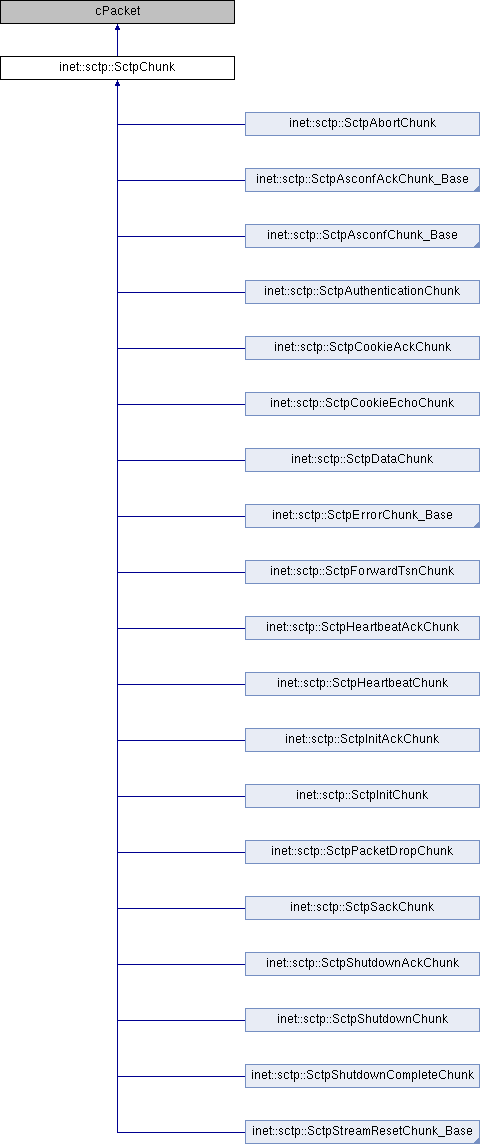 cPacket
inet::sctp::SctpChunk
inet::sctp::SctpAbortChunk
inet::sctp::SctpAsconfAckChunk_Base
inet::sctp::SctpAsconfChunk_Base
inet::sctp::SctpAuthenticationChunk
inet::sctp::SctpCookieAckChunk
inet::sctp::SctpCookieEchoChunk
inet::sctp::SctpDataChunk
inet::sctp::SctpErrorChunk_Base
inet::sctp::SctpForwardTsnChunk
inet::sctp::SctpHeartbeatAckChunk
inet::sctp::SctpHeartbeatChunk
inet::sctp::SctpInitAckChunk
inet::sctp::SctpInitChunk
inet::sctp::SctpPacketDropChunk
inet::sctp::SctpSackChunk
inet::sctp::SctpShutdownAckChunk
inet::sctp::SctpShutdownChunk
inet::sctp::SctpShutdownCompleteChunk
inet::sctp::SctpStreamResetChunk_Base